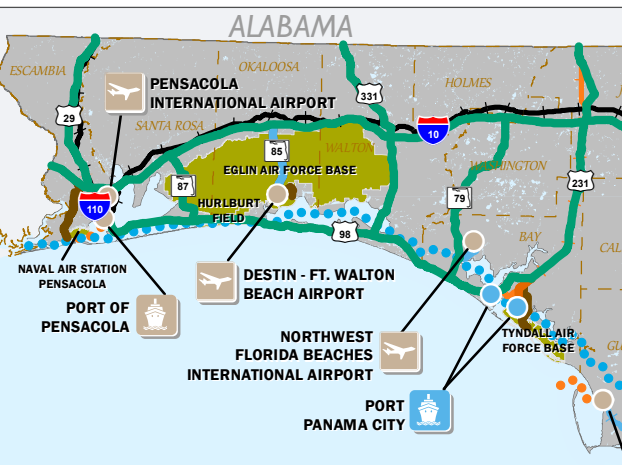 ALABAMA
ESCAMBIA
OKALOOSA
HOLMES
PENSACOLA
INTERNATIONAL AIRPORT
331
29
SANTA ROSA
10
85
WALTON
WASHINGTON
EGLIN AIR FORCE BASE
87
231
79
110
HURLBURT
FIELD
98
BAY
CAL
NAVAL AIR STATION
PENSACOLA
DESTIN - FT. WALTON
BEACH AIRPORT
PORT OF
PENSACOLA
NORTHWEST
FLORIDA BEACHES
INTERNATIONAL AIRPORT
TYNDALL AIR
FORCE BASE
GU
PORT
PANAMA CITY